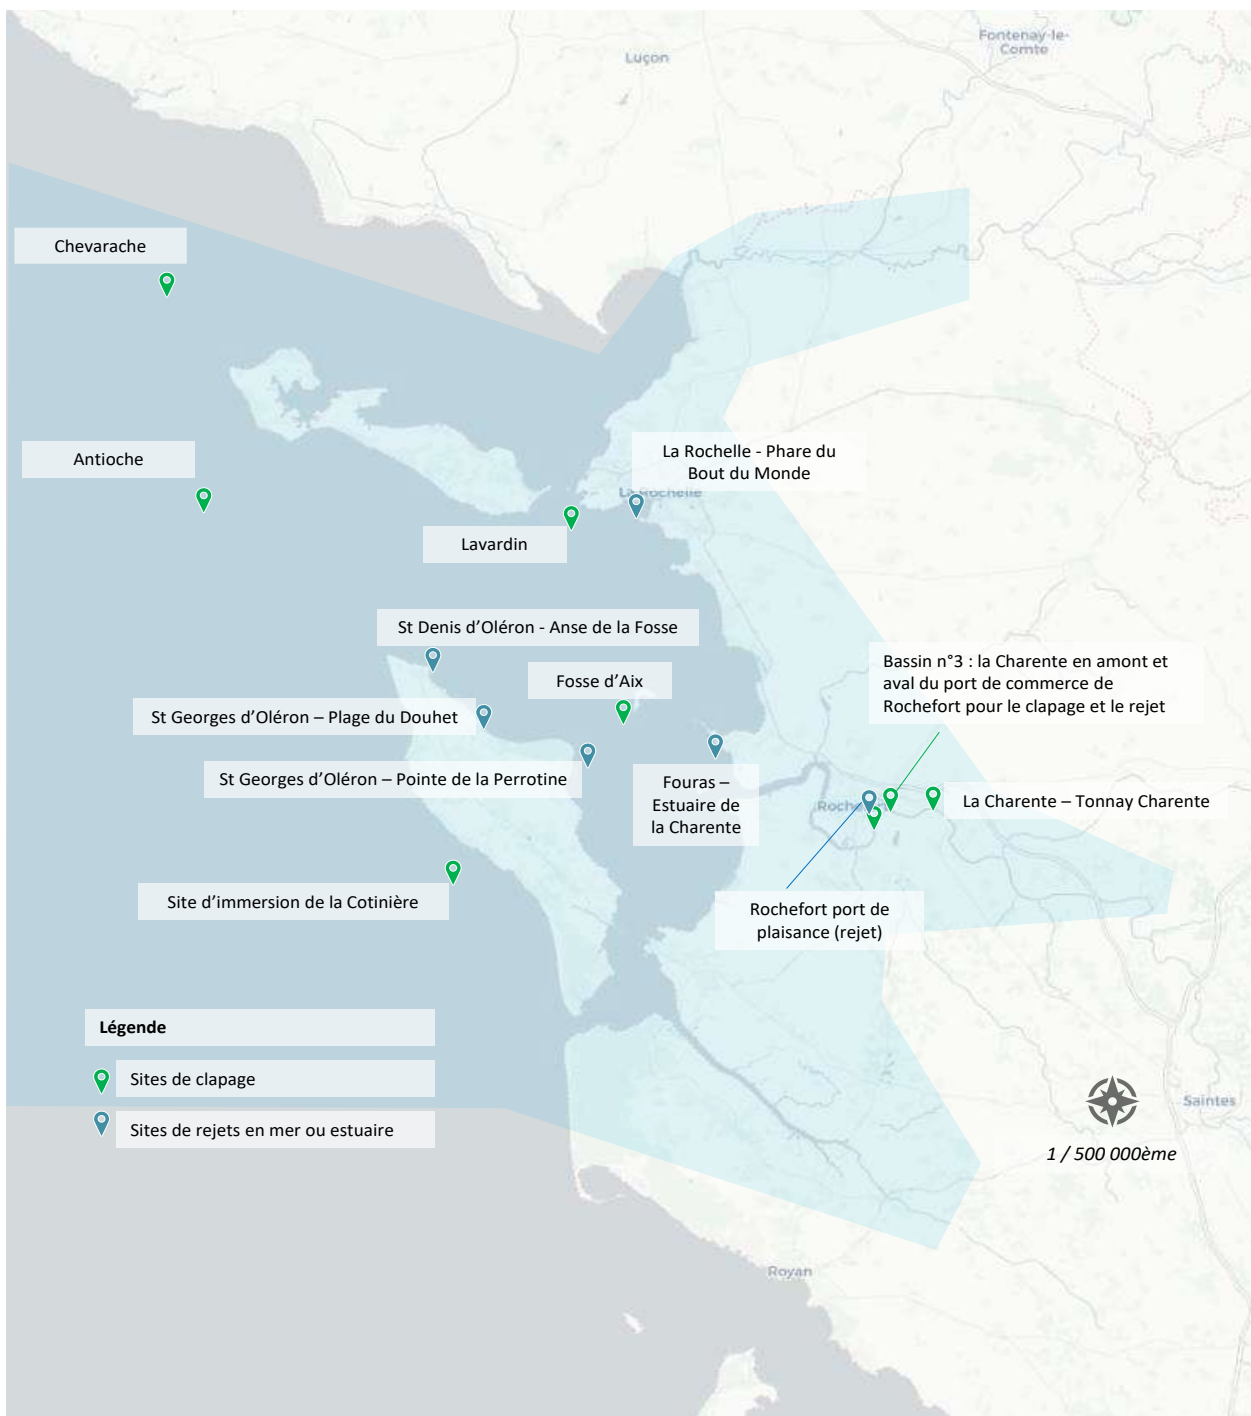 Luçon
Fontenay-le-
Comte
Chevarache
Antioche
La Rochelle - Phare du
Bout du Monde
La Rochelle
Lavardin
St Denis d’Oléron - Anse de la Fosse
Fosse d’Aix
Bassin n°3 : la Charente en amont et
aval du port de commerce de
Rochefort pour le clapage et le rejet
St Georges d’Oléron – Plage du Douhet
St Georges d’Oléron – Pointe de la Perrotine
Fouras –
Estuaire de
la Charente
La Charente – Tonnay Charente
Site d’immersion de la Cotinière
Rochefort port de
plaisance (rejet)
Légende
Sites de clapage
Sites de rejets en mer ou estuaire
Saintes
1 / 500 000ème
Royan